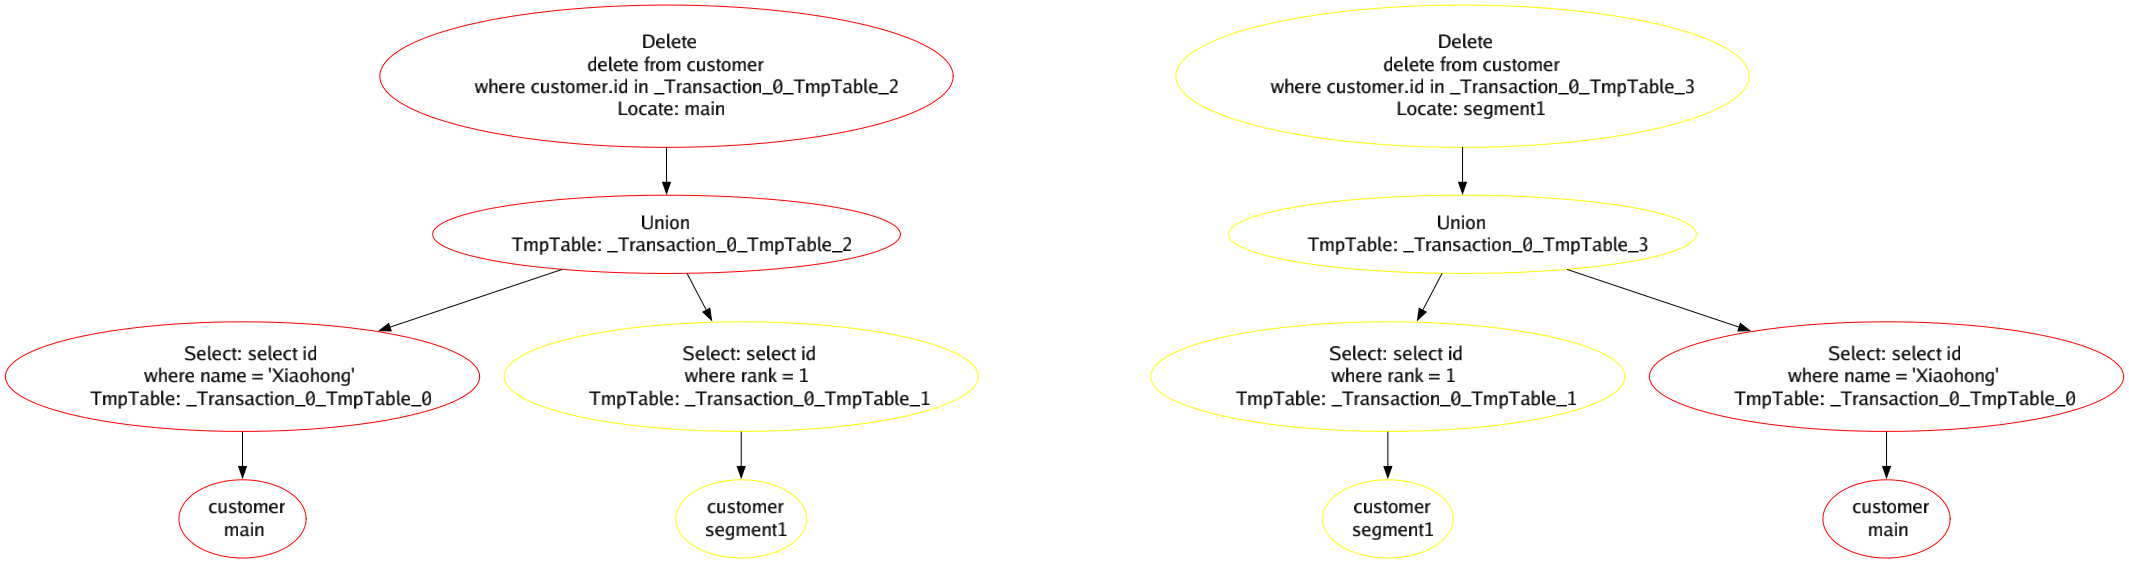 Delete
delete from customer
where customer.id in _Transaction_0_TmpTable_2
Locate: main
Delete
delete from customer
where customer.id in _Transaction_0_TmpTable_3
Locate: segment1
Union
TmpTable: _Transaction_0_TmpTable_2
Union
TmpTable: _Transaction_0_TmpTable_3
Select: select id
where name = 'Xiaohong'
TmpTable: _Transaction_0_TmpTable_0
Select: select id
where rank = 1
TmpTable: _Transaction_0_TmpTable_1
Select: select id
where rank = 1
TmpTable: _Transaction_0_TmpTable_1
Select: select id
where name = 'Xiaohong'
TmpTable: _Transaction_0_TmpTable_0
customer
main
customer
segment1
customer
segment1
customer
main